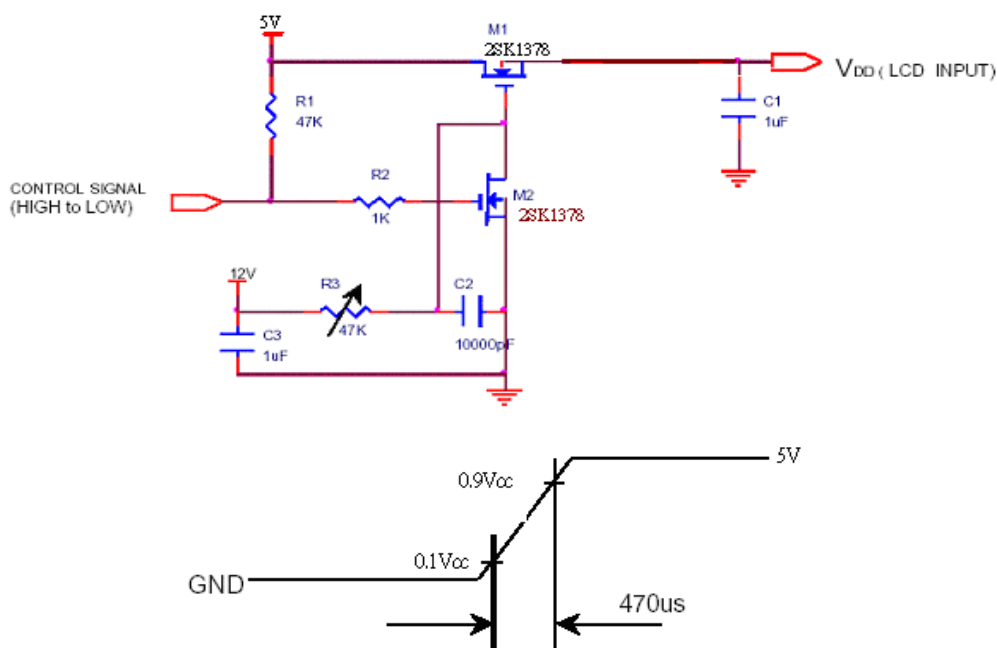 5V
M1
2SK1378
VDD ( LCD INPUT)
R1
47K
C1
1uF
CONTROL SIGNAL
(HIGH to LOW)
R2
1K
M2
2SK1378
12V
R3
47K
C2
10000pF
C3
1uF
5V
0.9Vcc
0.1Vcc
GND
470us